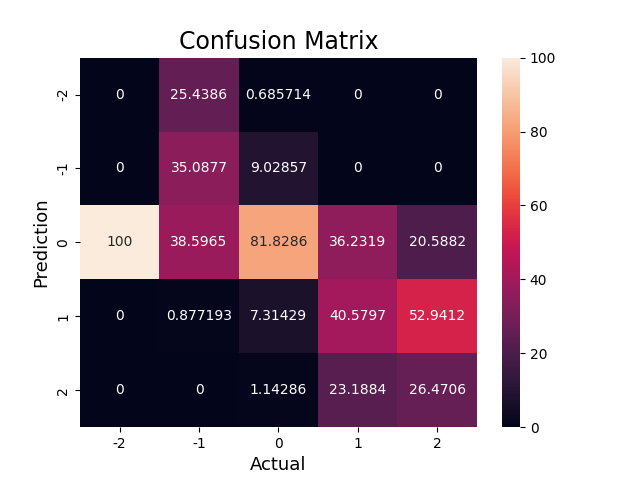 Confusion Matrix
-2 0 25.4386 0.685714 0 0
-1 0 35.0877 9.02857 0 0
0 100 38.5965 81.8286 36.2319 20.5882
1 0 0.877193 7.31429 40.5797 52.9412
2 0 0 1.14286 23.1884 26.4706
-2 -1 0 1 2
Actual
Prediction
100
80
60
40
20
0